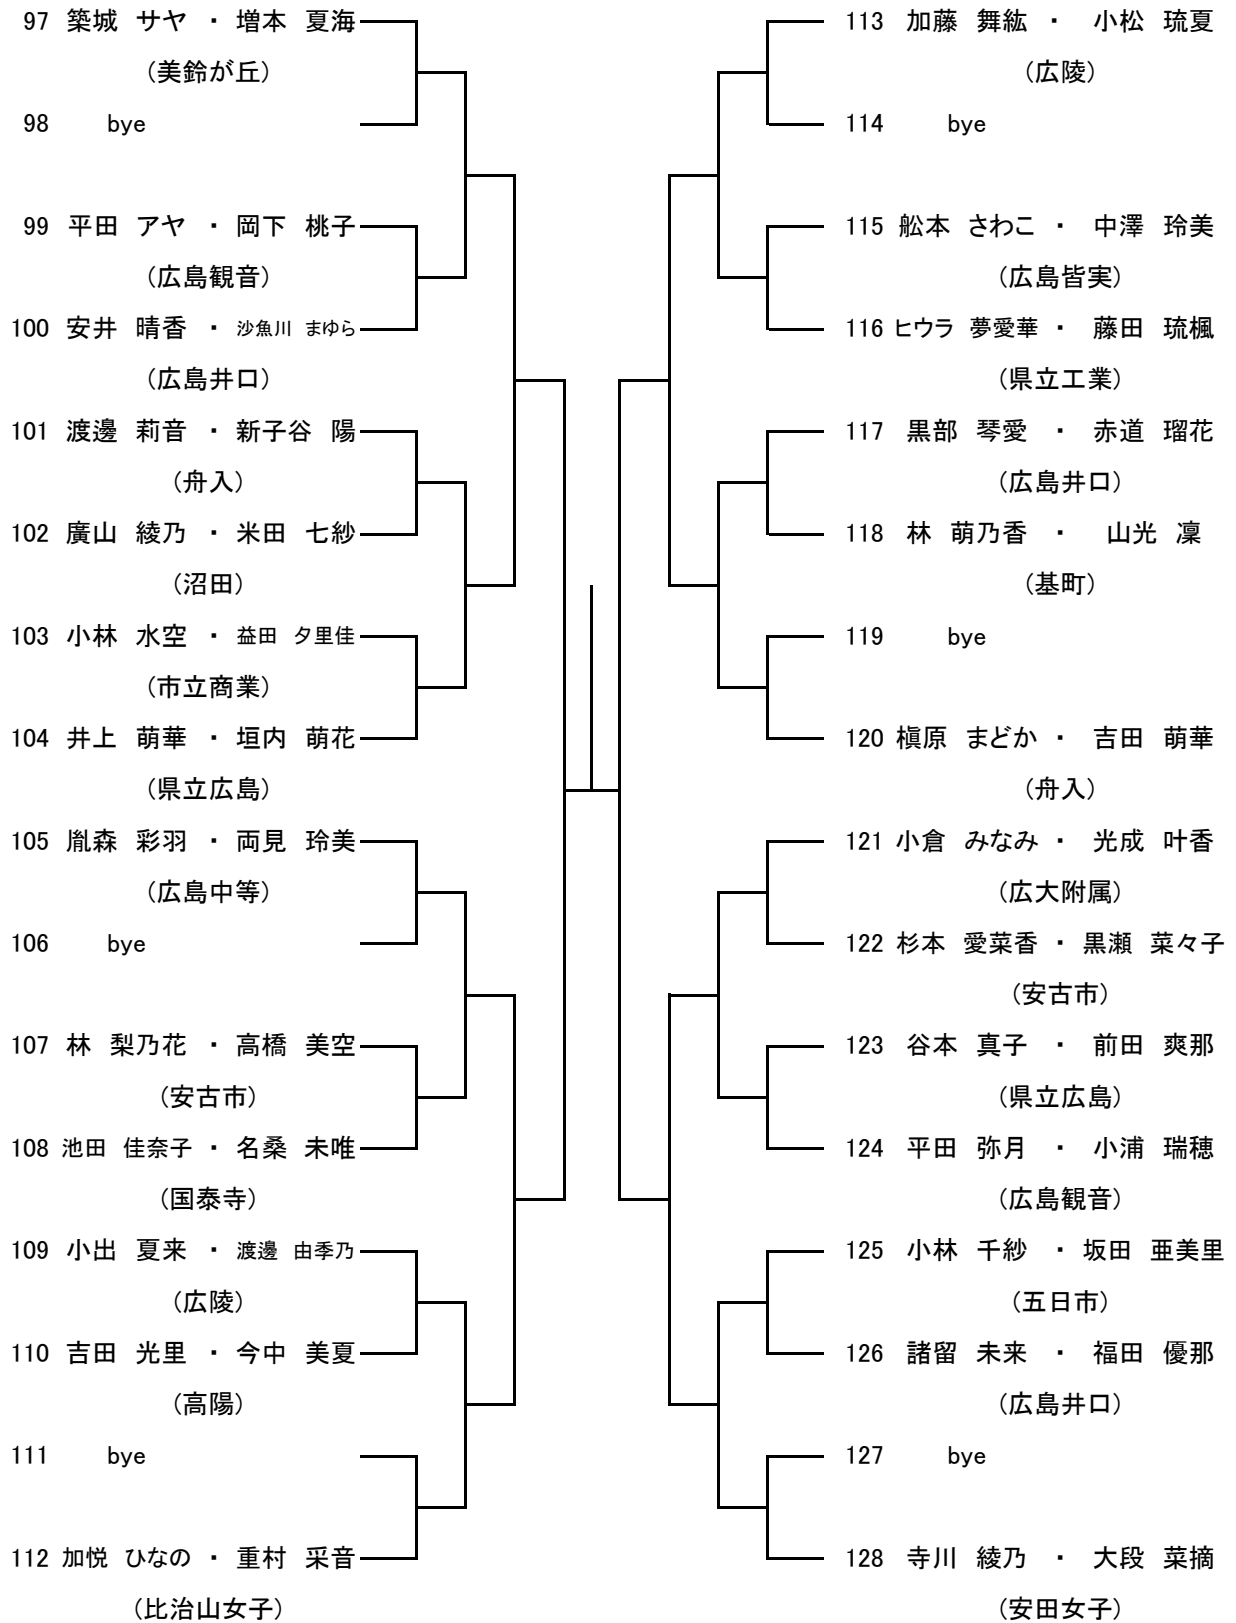 97 築城 サヤ ・ 増本 夏海
(美鈴が丘)
98 bye
99 平田 アヤ ・ 岡下 桃子
(広島観音)
100 安井 晴香 ・ 沙魚川 まゆら
(広島井口)
101 渡邊 莉音 ・ 新子谷 陽
(舟入)
102 廣山 綾乃 ・ 米田 七紗
(沼田)
103 小林 水空 ・ 益田 夕里佳
(市立商業)
104 井上 萌華 ・ 垣内 萌花
(県立広島)
105 胤森 彩羽 ・ 両見 玲美
(広島中等)
106 bye
107 林 梨乃花 ・ 高橋 美空
(安古市)
108 池田 佳奈子 ・ 名桑 未唯
(国泰寺)
109 小出 夏来 ・ 渡邊 由季乃
(広陵)
110 吉田 光里 ・ 今中 美夏
(高陽)
111 bye
112 加悦 ひなの ・ 重村 采音
(比治山女子)
113 加藤 舞紘 ・ 小松 琉夏
(広陵)
114 bye
115 舩本 さわこ ・ 中澤 玲美
(広島皆実)
116 ヒウラ 夢愛華 ・ 藤田 琉楓
(県立工業)
117 黒部 琴愛 ・ 赤道 瑠花
(広島井口)
118 林 萌乃香 ・ 山光 凜
(基町)
119 bye
120 槇原 まどか ・ 吉田 萌華
(舟入)
121 小倉 みなみ ・ 光成 叶香
(広大附属)
122 杉本 愛菜香 ・ 黒瀬 菜々子
(安古市)
123 谷本 真子 ・ 前田 爽那
(県立広島)
124 平田 弥月 ・ 小浦 瑞穂
(広島観音)
125 小林 千紗 ・ 坂田 亜美里
(五日市)
126 諸留 未来 ・ 福田 優那
(広島井口)
127 bye
128 寺川 綾乃 ・ 大段 菜摘
(安田女子)